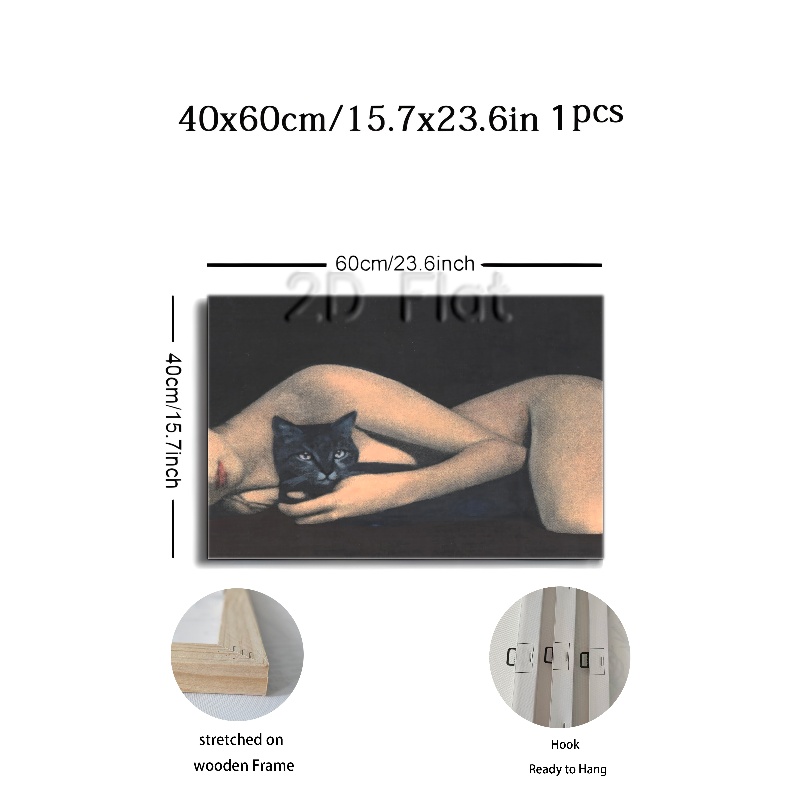 40x60cm/15.7x23.6in 1pcs
60cm/23.6inch
2D Flat
40cm/15.7inch
stretched on
wooden Frame
Hook
Ready to Hang